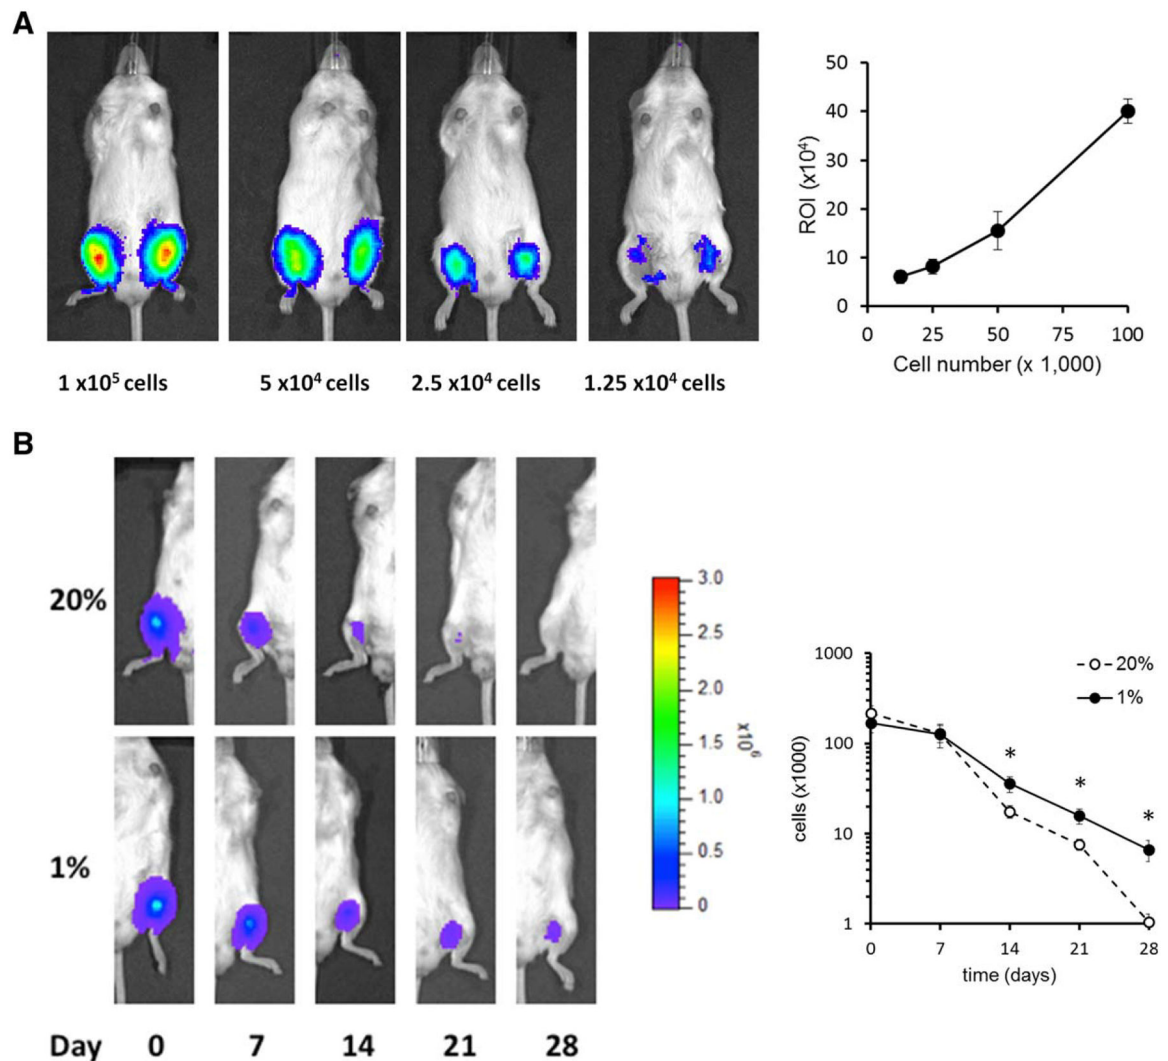 A
1 x10⁵ cells
5 x10⁴ cells
2.5 x10⁴ cells
1.25 x10⁴ cells
ROI (x10⁴)
50
40
30
20
10
0
0 25 50 75 100
Cell number (x 1,000)
B
20%
1%
Day 0 7 14 21 28
3.0
2.5
2.0
1.5
1.0
0.5
0
x10⁶
20%
1%
cells (x1000)
1000
100
10
1
* * *
0 7 14 21 28
time (days)